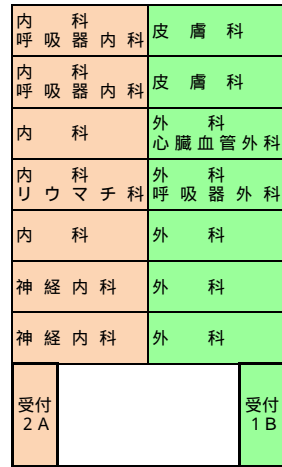 内　科
呼吸器内科
皮膚科
内　科
呼吸器内科
皮膚科
内　科
外　科
心臓血管外科
内　科
リウマチ科
外　科
呼吸器外科
内　科
外　科
神経内科
外　科
神経内科
外　科
受付
2A
受付
1B